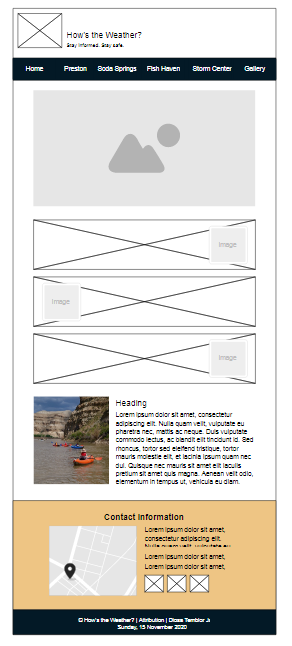 How's the Weather?
Stay informed. Stay safe.
Home Preston Soda Springs Fish Haven Storm Center Gallery
Image
Image
Image
Heading
Lorem ipsum dolor sit amet, consectetur
adipiscing elit. Nulla quam velit, vulputate eu
pharetra nec, mattis ac neque. Duis vulputate
commodo lectus, ac blandit elit tincidunt id. Sed
rhoncus, tortor sed eleifend tristique, tortor
mauris molestie elit, et lacinia ipsum quam nec
dui. Quisque nec mauris sit amet elit iaculis
pretium sit amet quis magna. Aenean velit odio,
elementum in tempus ut, vehicula eu diam.
Contact Information
Lorem ipsum dolor sit amet,
consectetur adipiscing elit.
Nulla quam velit, vulputate eu
Lorem ipsum dolor sit amet,
Lorem ipsum dolor sit amet,
© How's the Weather? | Attribution |
Sunday, 15 November 2020